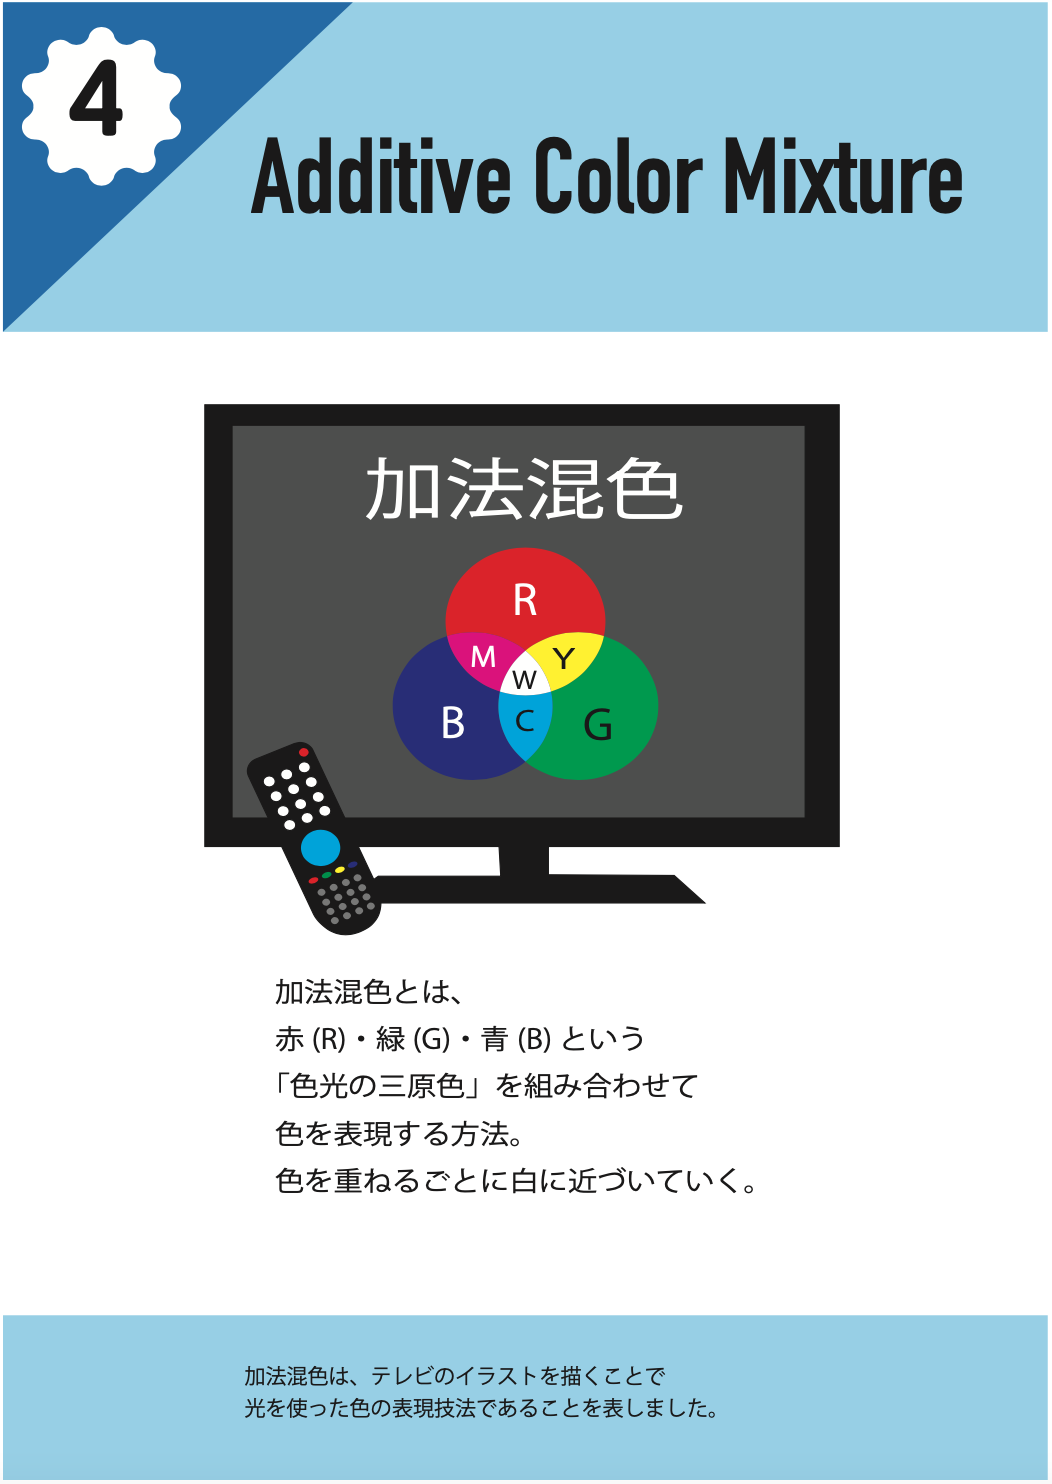 4
Additive Color Mixture
加法混色
R
M
Y
W
B
C
G
加法混色とは、
赤 (R)・緑 (G)・青 (B) という
「色光の三原色」を組み合わせて
色を表現する方法。
色を重ねるごとに白に近づいていく。
加法混色は、テレビのイラストを描くことで
光を使った色の表現技法であることを表しました。